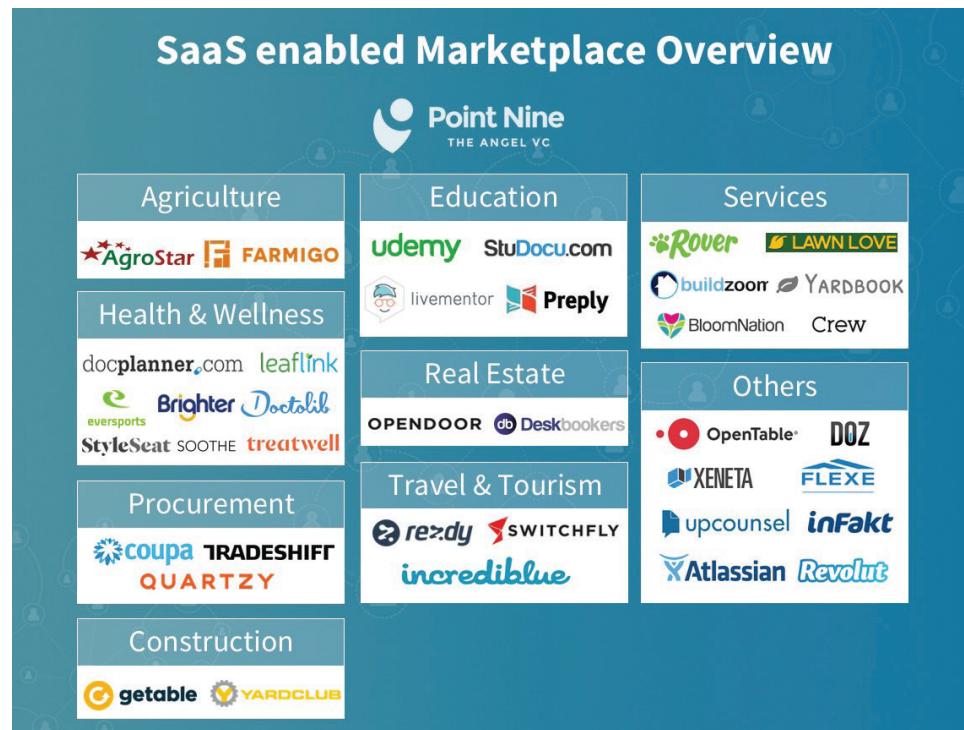 SaaS enabled Marketplace Overview
Point Nine
THE ANGEL VC
Agriculture
AgroStar FARMIGO
Health & Wellness
docplanner.com leaflink
eversports Brighter Doctolib
StyleSeat SOOTHE treatwell
Procurement
coupa TRADESHIFT
QUARTZY
Construction
getable YARDCLUB
Education
udemy StuDocu.com
livementor Preply
Real Estate
OPENDOOR db Deskbookers
Travel & Tourism
rezdy SWITCHFLY
incrediblue
Services
Rover LAWN LOVE
buildzoom YARDBOOK
BloomNation Crew
Others
OpenTable DOZ
XENETA FLEXE
upcounsel inFakt
Atlassian Revolut